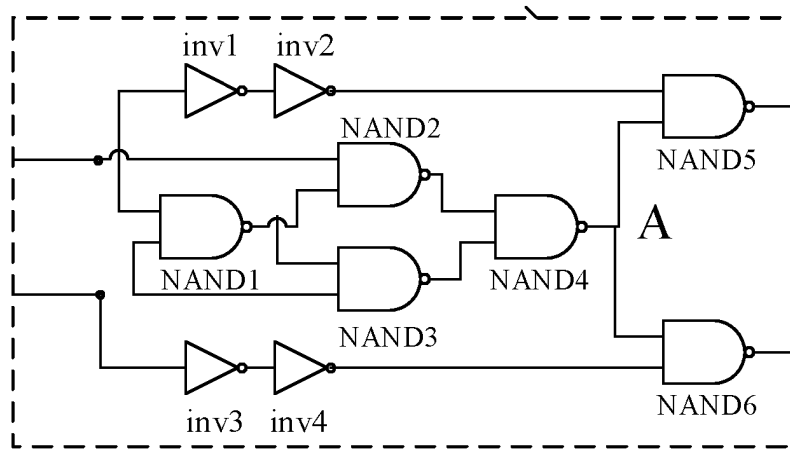 inv1 inv2
NAND2
NAND5
A
NAND1
NAND4
NAND3
NAND6
inv3 inv4